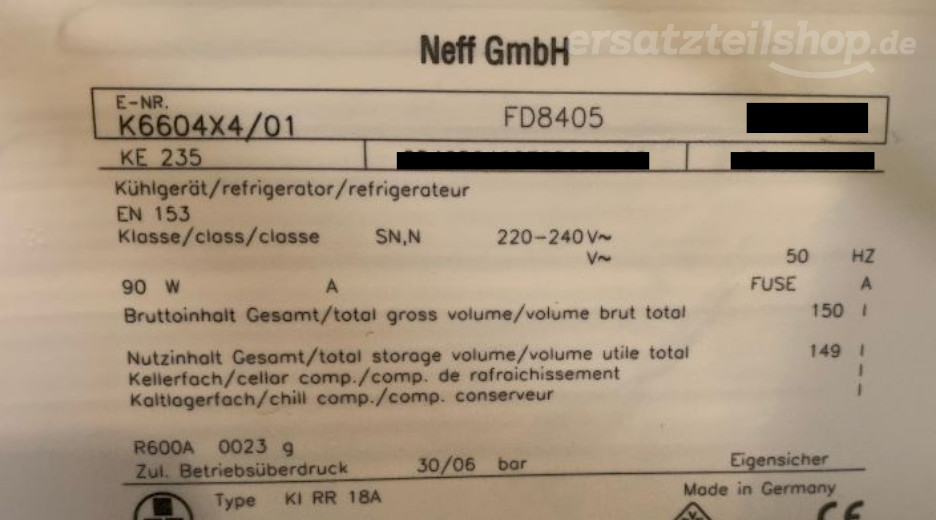 Neff GmbH
ersatzteilshop.de
E-NR.
K6604X4/01 FD8405
KE 235
Kühlgerät/refrigerator/refrigerateur
EN 153
Klasse/class/classe SN,N 220-240V~
V~
50 HZ
90 W A FUSE A
Bruttoinhalt Gesamt/total gross volume/volume brut total 150 l
Nutzinhalt Gesamt/total storage volume/volume utile total 149 l
Kellerfach/cellar comp./comp. de rafraichissement l
Kaltlagerfach/chill comp./comp. conserveur l
R600A 0023 g
Zul. Betriebsüberdruck 30/06 bar Eigensicher
Type KI RR 18A Made in Germany
CE